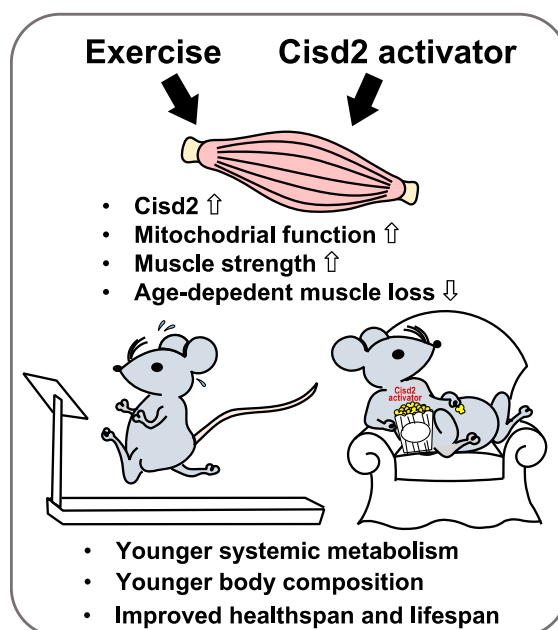 Exercise Cisd2 activator
• Cisd2 ⇧
• Mitochodrial function ⇧
• Muscle strength ⇧
• Age-depedent muscle loss ⇩
Cisd2
activator
• Younger systemic metabolism
• Younger body composition
• Improved healthspan and lifespan